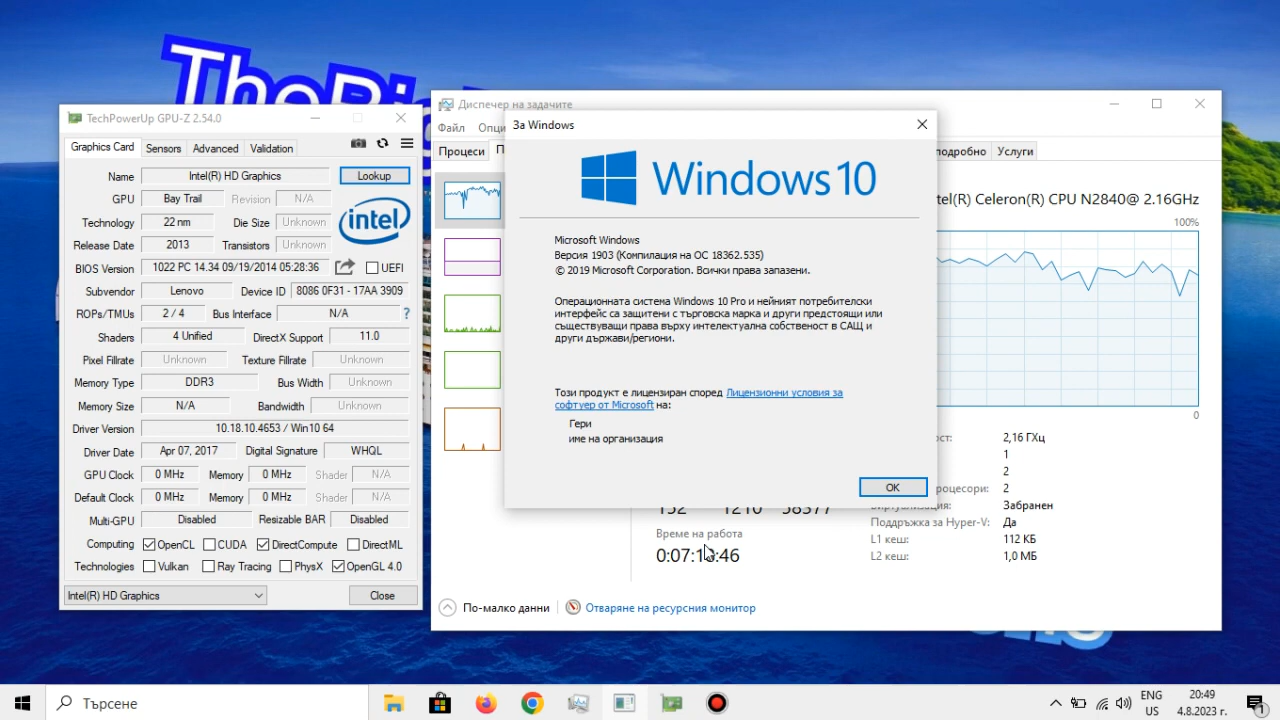 TechPowerUp GPU-Z 2.54.0
Graphics Card Sensors Advanced Validation
Name Intel(R) HD Graphics Lookup
GPU Bay Trail Revision N/A
intel
Technology 22 nm Die Size Unknown
Release Date 2013 Transistors Unknown
BIOS Version 1022 PC 14.34 09/19/2014 05:28:36 UEFI
Subvendor Lenovo Device ID 8086 0F31 - 17AA 3909
ROPs/TMUs 2 / 4 Bus Interface N/A ?
Shaders 4 Unified DirectX Support 11.0
Pixel Fillrate Unknown Texture Fillrate Unknown
Memory Type DDR3 Bus Width Unknown
Memory Size N/A Bandwidth Unknown
Driver Version 10.18.10.4653 / Win10 64
Driver Date Apr 07, 2017 Digital Signature WHQL
GPU Clock 0 MHz Memory 0 MHz Shader N/A
Default Clock 0 MHz Memory 0 MHz Shader N/A
Multi-GPU Disabled Resizable BAR Disabled
Computing OpenCL CUDA DirectCompute DirectML
Technologies Vulkan Ray Tracing PhysX OpenGL 4.0
Intel(R) HD Graphics Close
Диспечер на задачите
Файл Опци
Процеси П
подробно Услуги
За Windows
Windows 10
Microsoft Windows
Версия 1903 (Компилация на ОС 18362.535)
© 2019 Microsoft Corporation. Всички права запазени.
Операционната система Windows 10 Pro и нейният потребителски
интерфейс са защитени с търговска марка и други предстоящи или
съществуващи права върху интелектуална собственост в САЩ и
други държави/региони.
Този продукт е лицензиран според Лицензионни условия за
софтуер от Microsoft на:
Гери
име на организация
OK
tel(R) Celeron(R) CPU N2840@ 2.16GHz
100%
0
ост: 2,16 ГХц
1
2
роцесори: 2
Виртуализация: Забранен
Поддръжка за Hyper-V: Да
L1 кеш: 112 КБ
L2 кеш: 1,0 МБ
132 1210 38377
Време на работа
По-малко данни Отваряне на ресурсния монитор
Търсене
ENG
US
20:49
4.8.2023 г.
1